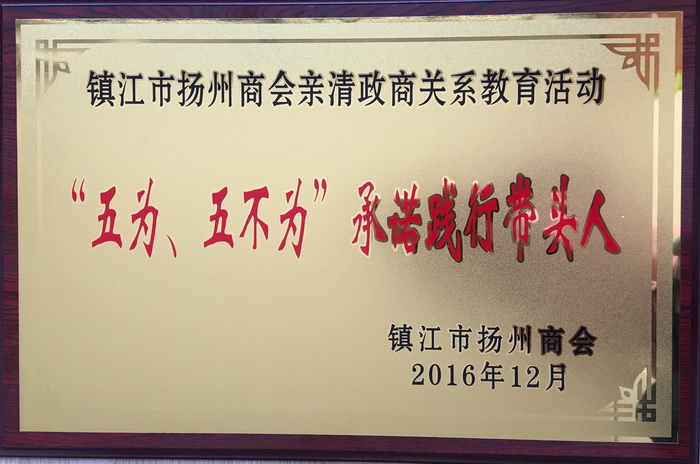 镇江市扬州商会亲清政商关系教育活动
“五为、五不为”承诺践行带头人
镇江市扬州商会
2016年12月